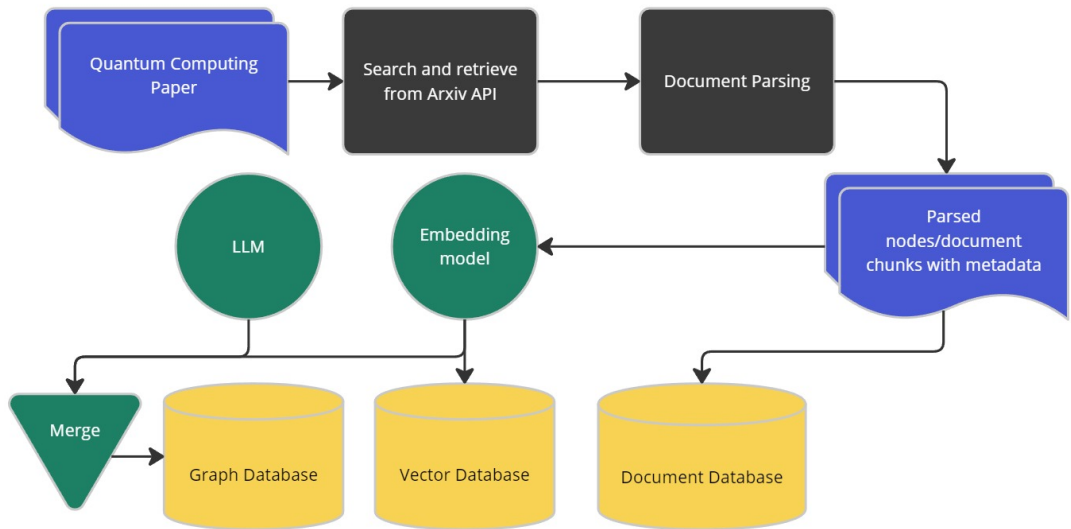 Quantum Computing
Paper
Search and retrieve
from Arxiv API
Document Parsing
LLM
Embedding
model
Parsed
nodes/document
chunks with metadata
Merge
Graph Database
Vector Database
Document Database